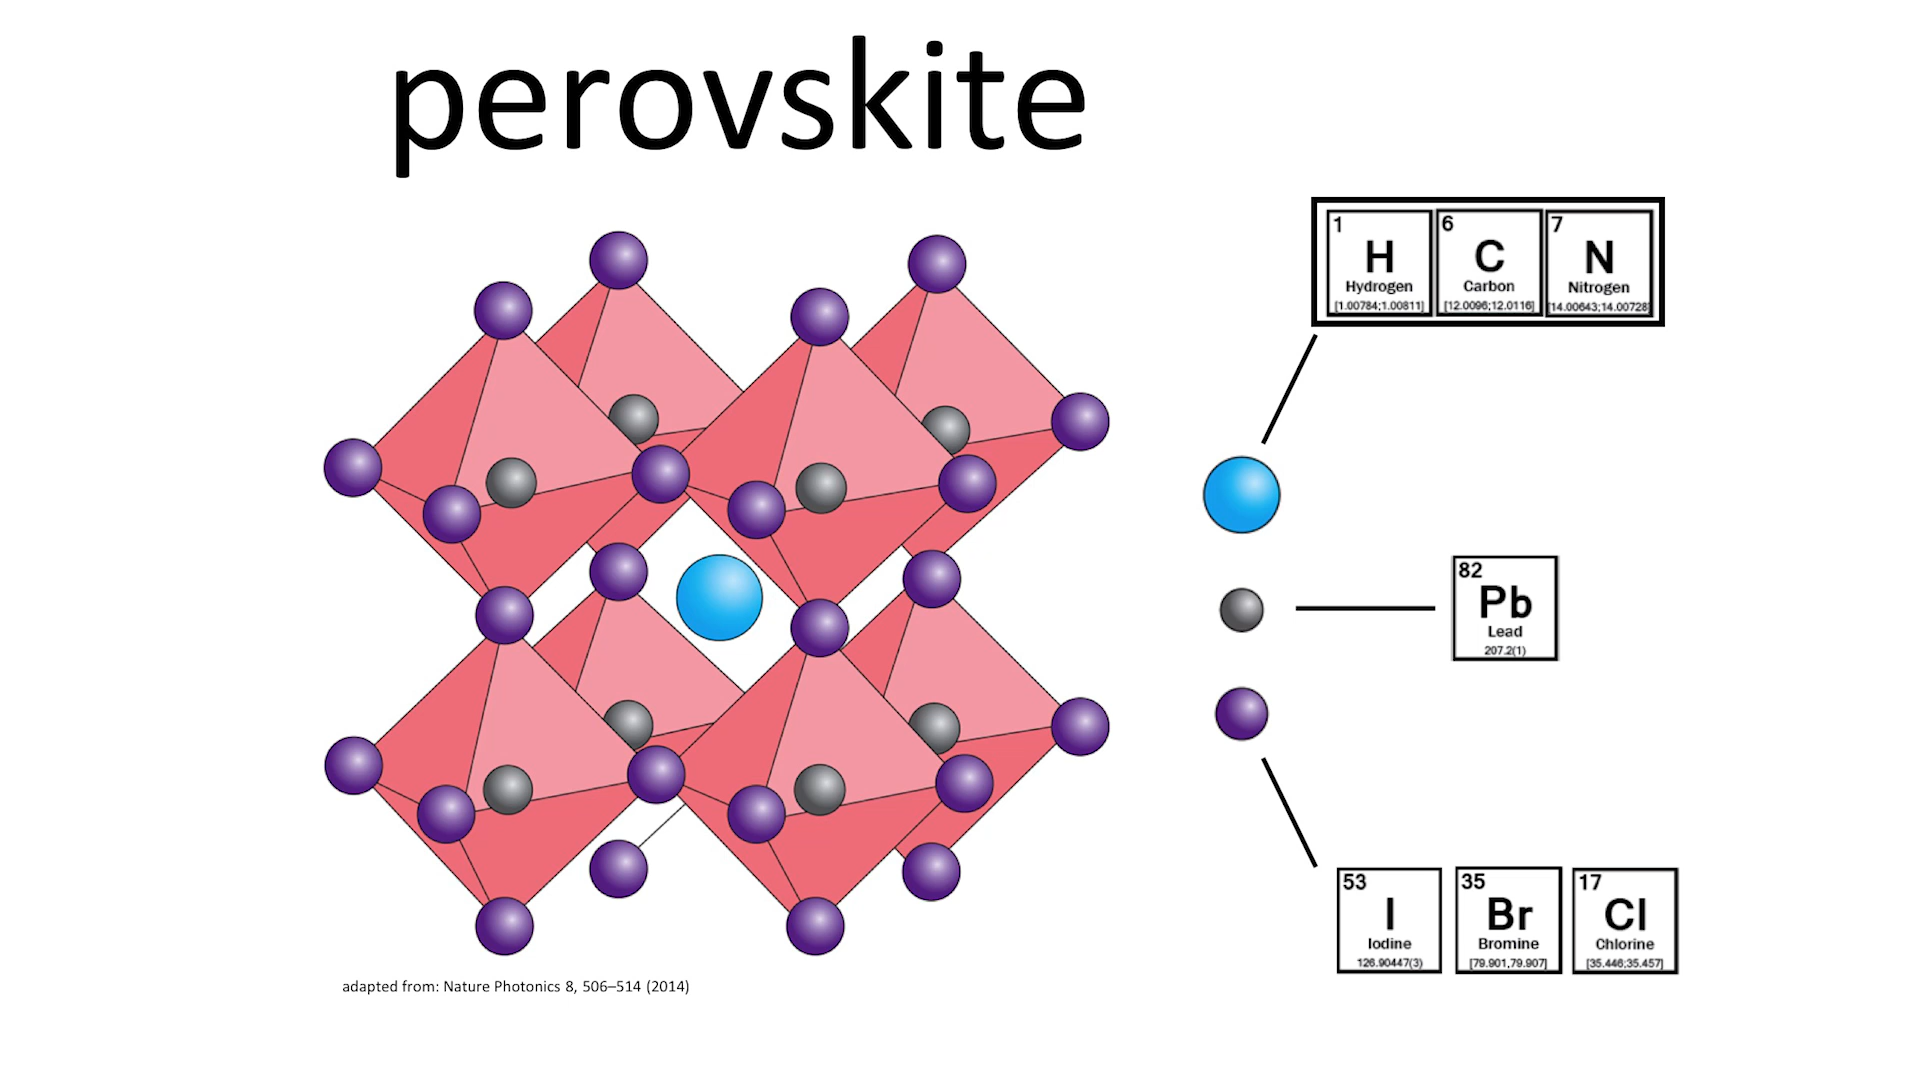 perovskite
1
H
Hydrogen
[1.00784;1.00811]
6
C
Carbon
[12.0096;12.0116]
7
N
Nitrogen
[14.00643;14.00728]
82
Pb
Lead
207.2(1)
53
I
Iodine
126.90447(3)
35
Br
Bromine
[79.901,79.907]
17
Cl
Chlorine
[35.446;35.457]
adapted from: Nature Photonics 8, 506–514 (2014)